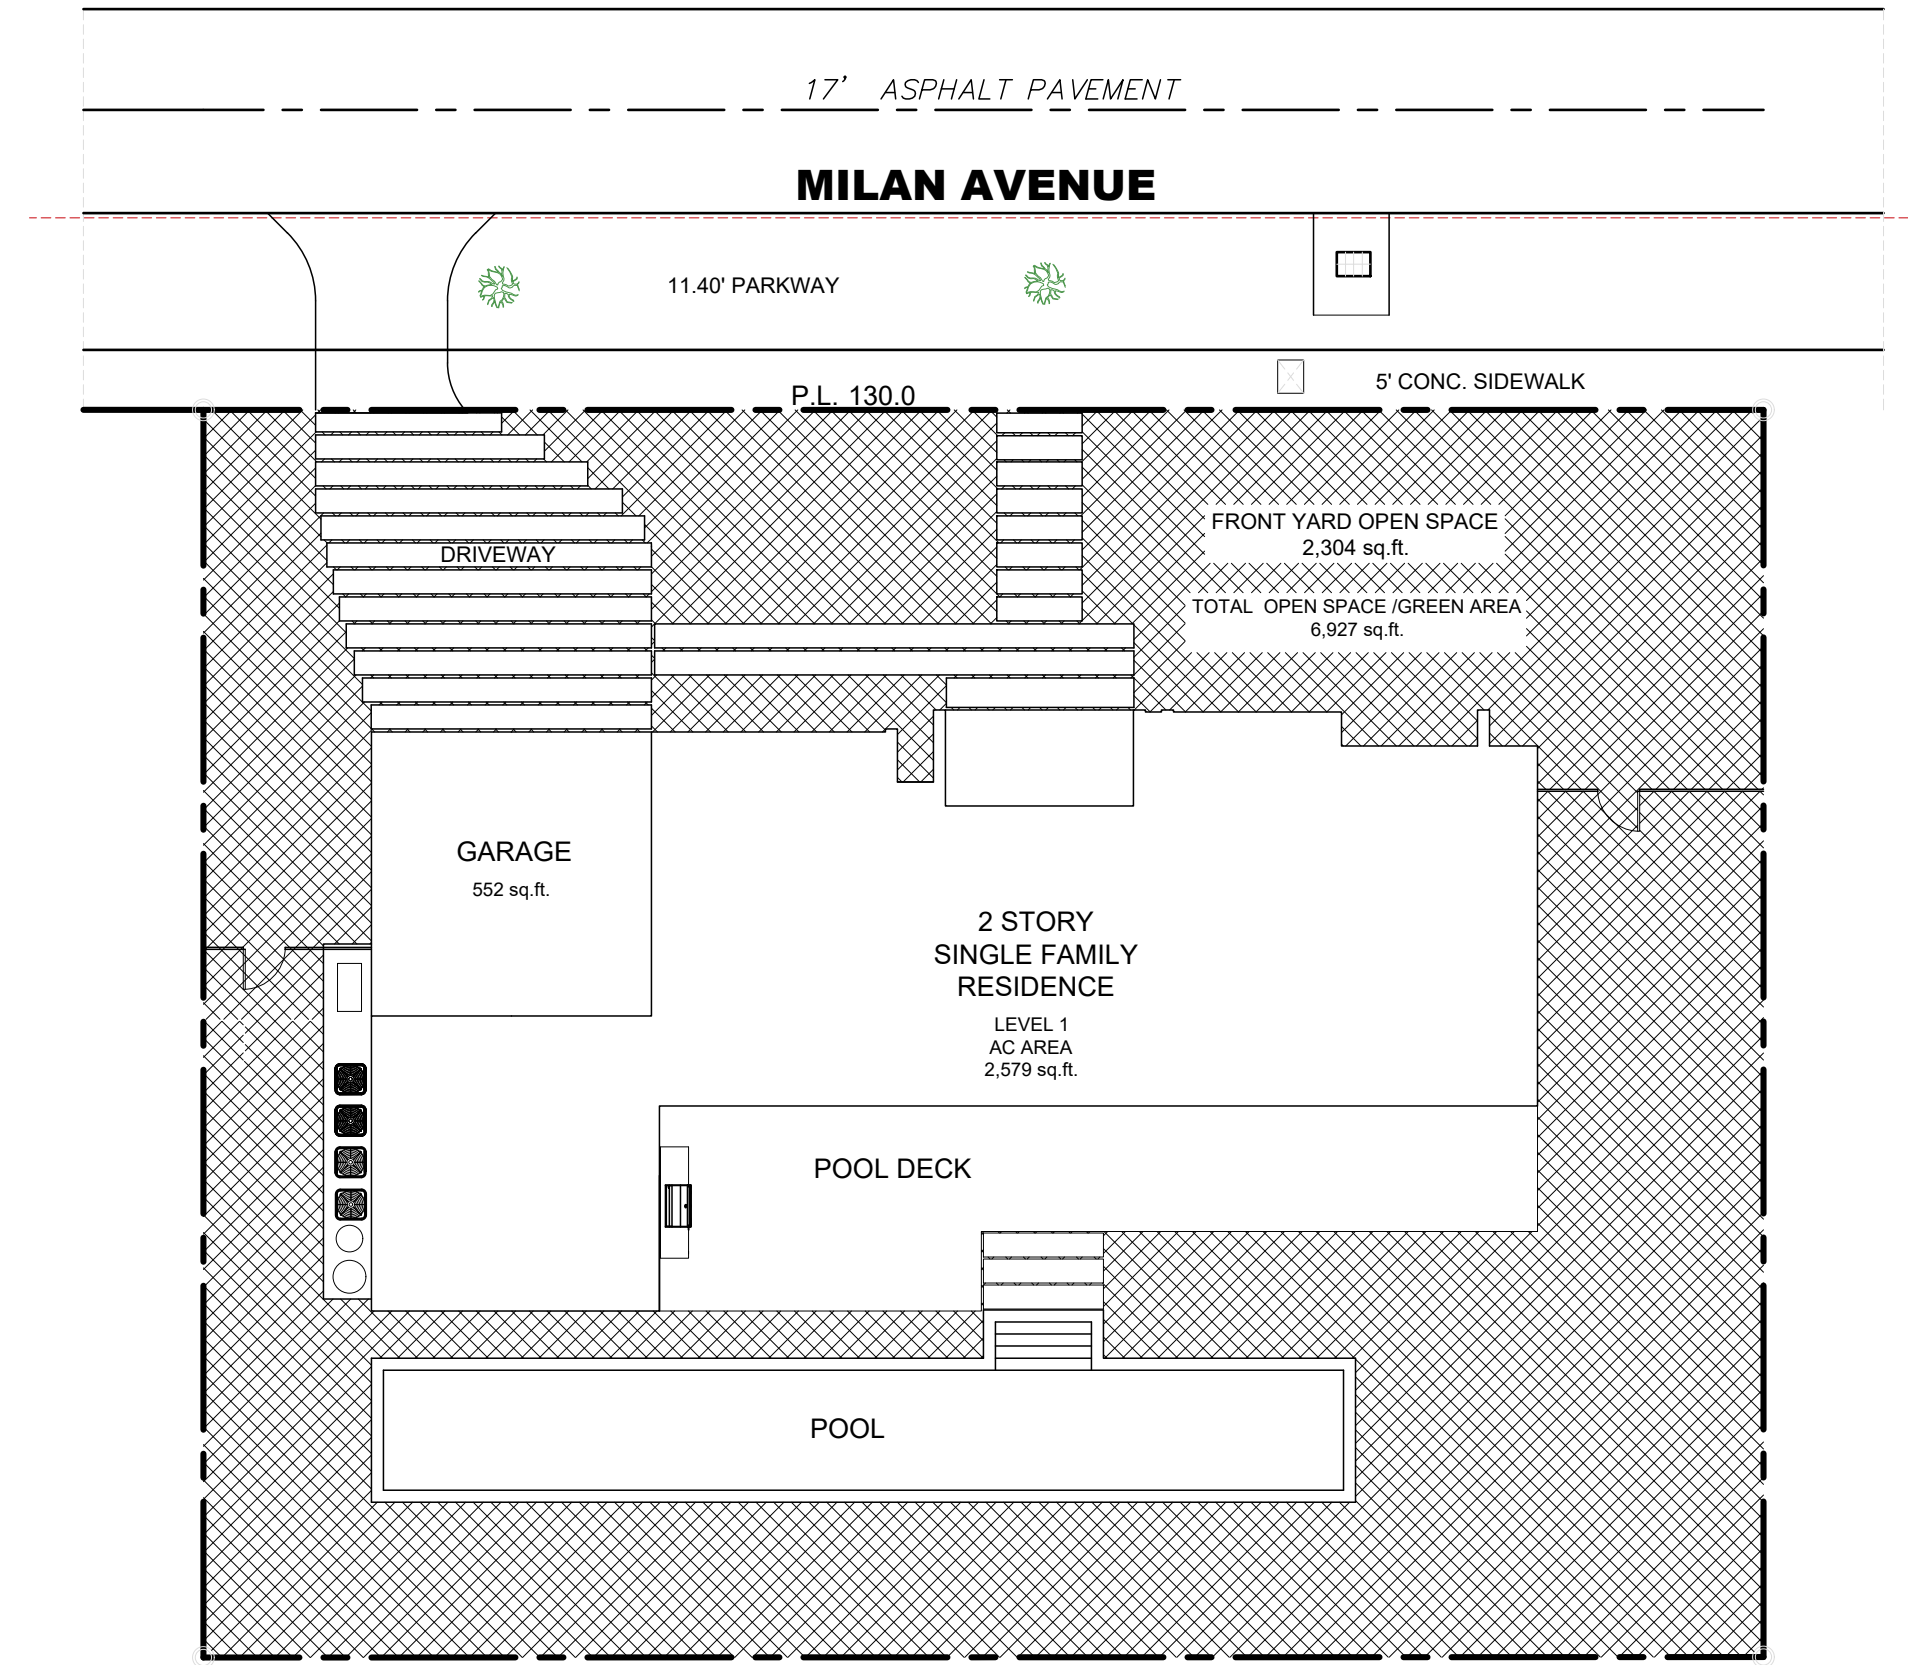 17' ASPHALT PAVEMENT
MILAN AVENUE
11.40' PARKWAY
5' CONC. SIDEWALK
P.L. 130.0
FRONT YARD OPEN SPACE
2,304 sq.ft.
DRIVEWAY
TOTAL OPEN SPACE /GREEN AREA
6,927 sq.ft.
GARAGE
552 sq.ft.
2 STORY
SINGLE FAMILY
RESIDENCE
LEVEL 1
AC AREA
2,579 sq.ft.
POOL DECK
POOL